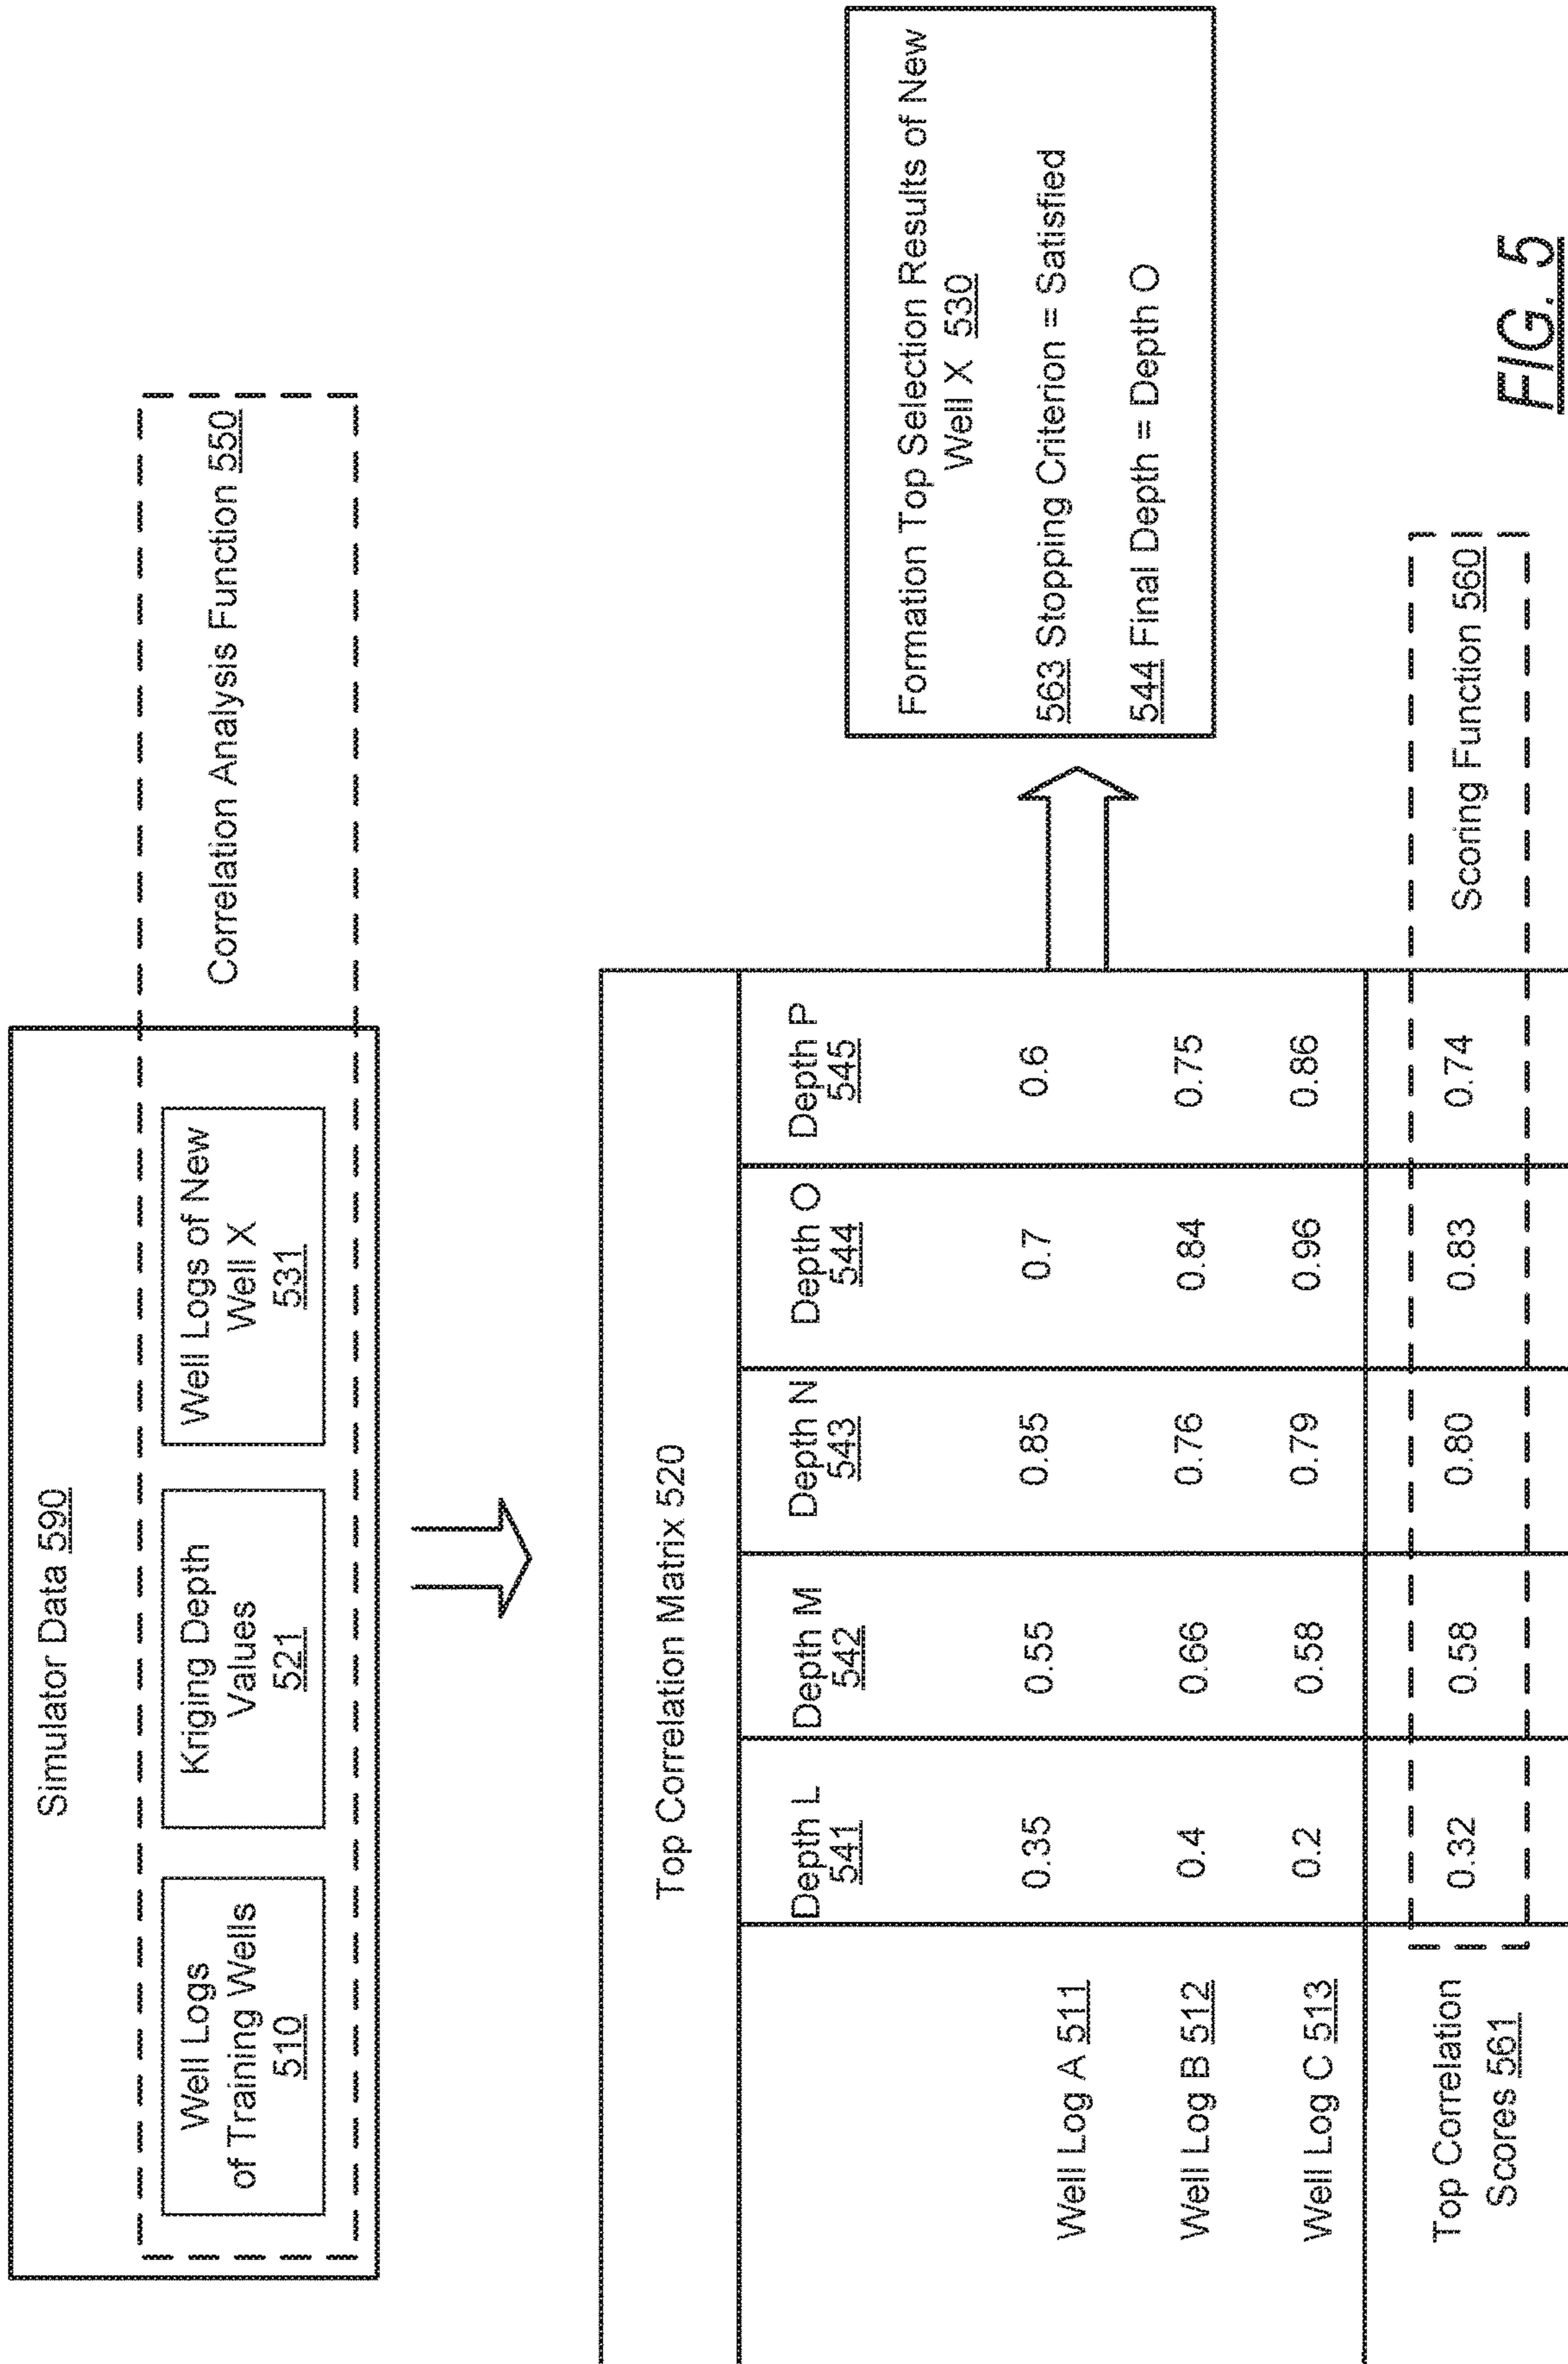 Simulator Data 590
Well Logs
of Training Wells
510
Kriging Depth
Values
521
Well Logs of New
Well X
531
Correlation Analysis Function 550
Top Correlation Matrix 520
Depth L
541
Depth M
542
Depth N
543
Depth O
544
Depth P
545
Well Log A 511 0.35 0.55 0.85 0.7 0.6
Well Log B 512 0.4 0.66 0.76 0.84 0.75
Well Log C 513 0.2 0.58 0.79 0.96 0.86
Top Correlation
Scores 561
0.32 0.58 0.80 0.83 0.74
Scoring Function 560
Formation Top Selection Results of New
Well X 530
563 Stopping Criterion = Satisfied
544 Final Depth = Depth O
FIG. 5